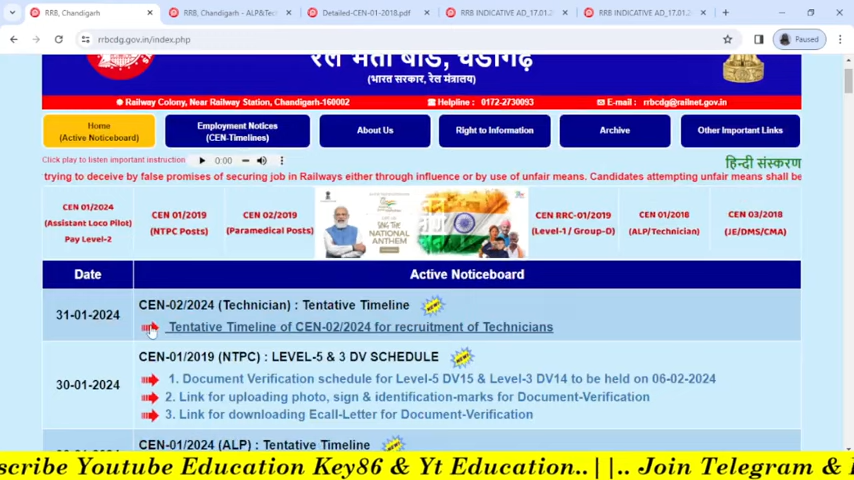 RRB, Chandigarh
RRB, Chandigarh - ALP&Tec
Detailed-CEN-01-2018.pdf
RRB INDICATIVE AD_17.01.2
RRB INDICATIVE AD_17.01.2
rrbcdg.gov.in/index.php
Paused
रेल भर्ती बोर्ड, चंडीगढ़
(भारत सरकार, रेल मंत्रालय)
Railway Colony, Near Railway Station, Chandigarh-160002
Helpline : 0172-2730093
E-mail : rrbcdg@railnet.gov.in
Home
(Active Noticeboard)
Employment Notices
(CEN-Timelines)
About Us
Right to Information
Archive
Other Important Links
Click play to listen important instruction
0:00
हिन्दी संस्करण
trying to deceive by false promises of securing job in Railways either through influence or by use of unfair means. Candidates attempting unfair means shall be
CEN 01/2024
(Assistant Loco Pilot)
Pay Level-2
CEN 01/2019
(NTPC Posts)
CEN 02/2019
(Paramedical Posts)
SING THE
NATIONAL
ANTHEM
CEN RRC-01/2019
(Level-1 / Group-D)
CEN 01/2018
(ALP/Technician)
CEN 03/2018
(JE/DMS/CMA)
Date
Active Noticeboard
31-01-2024
CEN-02/2024 (Technician) : Tentative Timeline
Tentative Timeline of CEN-02/2024 for recruitment of Technicians
30-01-2024
CEN-01/2019 (NTPC) : LEVEL-5 & 3 DV SCHEDULE
1. Document Verification schedule for Level-5 DV15 & Level-3 DV14 to be held on 06-02-2024
2. Link for uploading photo, sign & identification-marks for Document-Verification
3. Link for downloading Ecall-Letter for Document-Verification
CEN-01/2024 (ALP) : Tentative Timeline
scribe Youtube Education Key86 & Yt Education..||.. Join Telegram &